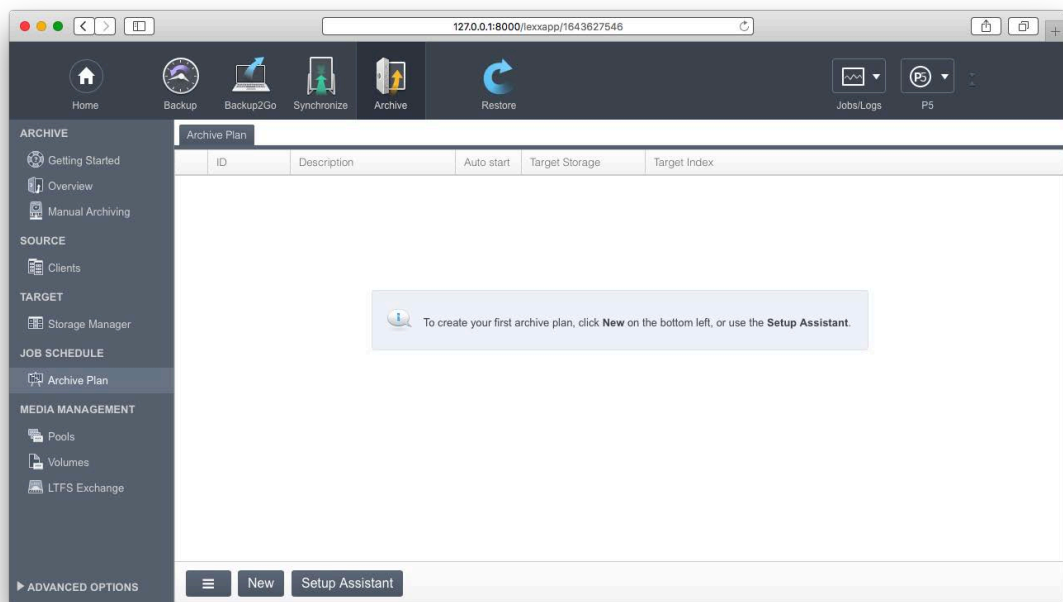 127.0.0.1:8000/lexxapp/1643627546
Home
Backup
Backup2Go
Synchronize
Archive
Restore
Jobs/Logs
P5
P5
ARCHIVE
Getting Started
Overview
Manual Archiving
SOURCE
Clients
TARGET
Storage Manager
JOB SCHEDULE
Archive Plan
MEDIA MANAGEMENT
Pools
Volumes
LTFS Exchange
ADVANCED OPTIONS
Archive Plan
ID Description Auto start Target Storage Target Index
To create your first archive plan, click New on the bottom left, or use the Setup Assistant.
New
Setup Assistant